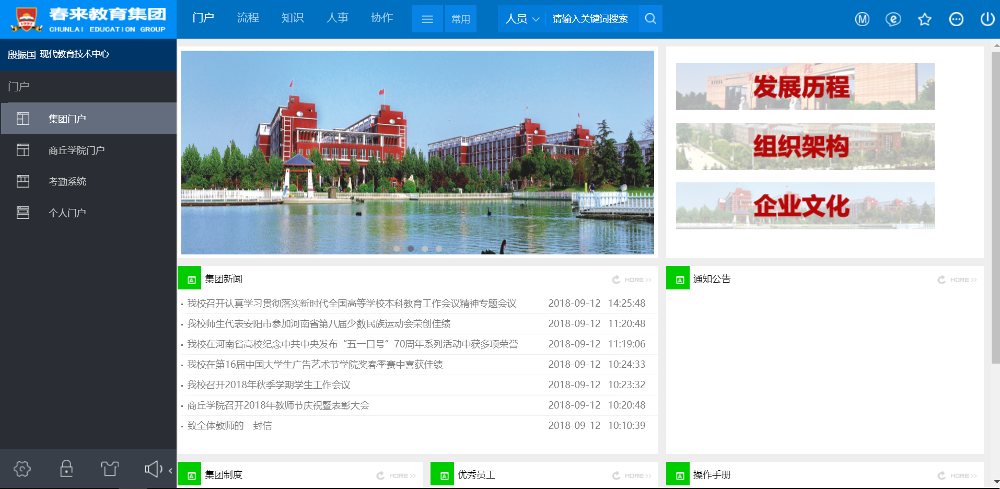 春来教育集团
CHUNLAI EDUCATION GROUP
1997
门户 流程 知识 人事 协作 常用 人员 请输入关键词搜索
殷振国 现代教育技术中心
门户
集团门户
商丘学院门户
考勤系统
个人门户
发展历程
组织架构
企业文化
集团新闻 MORE >>
我校召开认真学习贯彻落实新时代全国高等学校本科教育工作会议精神专题会议 2018-09-12 14:25:48
我校师生代表安阳市参加河南省第八届少数民族运动会荣创佳绩 2018-09-12 11:20:48
我校在河南省高校纪念中共中央发布“五一口号”70周年系列活动中获多项荣誉 2018-09-12 11:19:06
我校在第16届中国大学生广告艺术节学院奖春季赛中喜获佳绩 2018-09-12 10:24:33
我校召开2018年秋季学期学生工作会议 2018-09-12 10:23:32
商丘学院召开2018年教师节庆祝暨表彰大会 2018-09-12 10:20:48
致全体教师的一封信 2018-09-12 10:10:39
通知公告 MORE >>
集团制度 MORE >>
优秀员工 MORE >>
操作手册 MORE >>